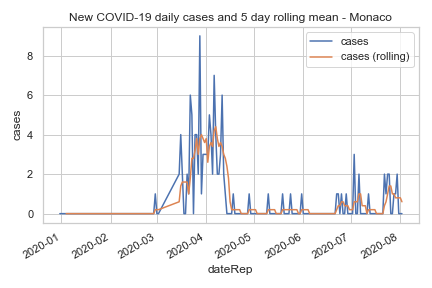 New COVID-19 daily cases and 5 day rolling mean - Monaco
cases
cases (rolling)
cases
8
6
4
2
0
2020-01
2020-02
2020-03
2020-04
2020-05
2020-06
2020-07
2020-08
dateRep